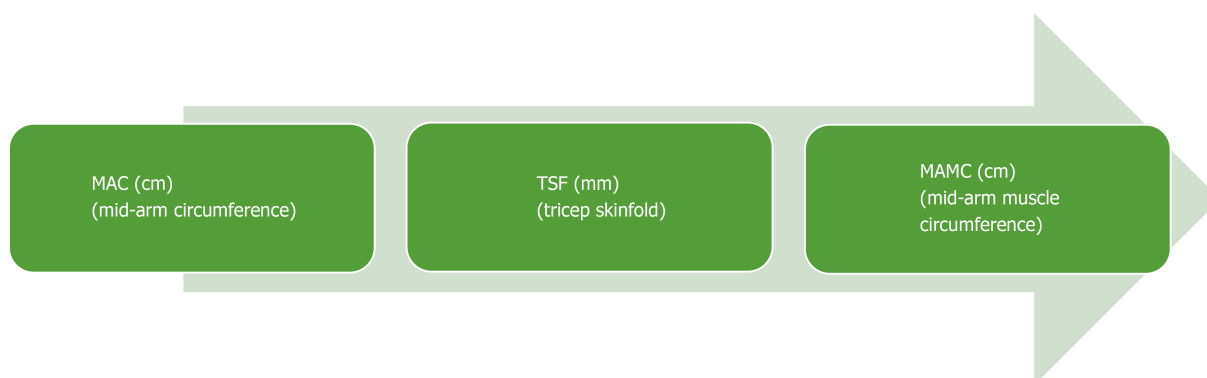 MAC (cm)
(mid-arm circumference)
TSF (mm)
(tricep skinfold)
MAMC (cm)
(mid-arm muscle
circumference)